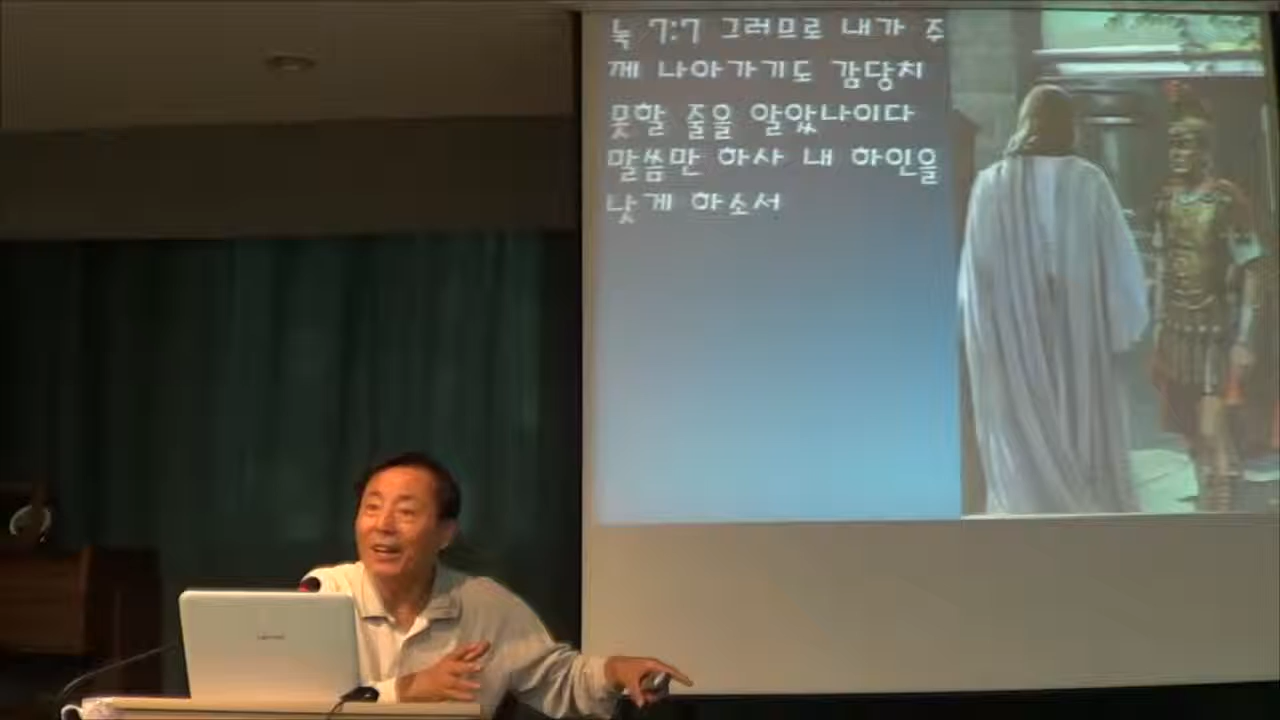 눅 7:7 그러므로 내가 주
께 나아가기도 감당치
못할 줄을 알았나이다
말씀만 하사 내 하인을
낫게 하소서